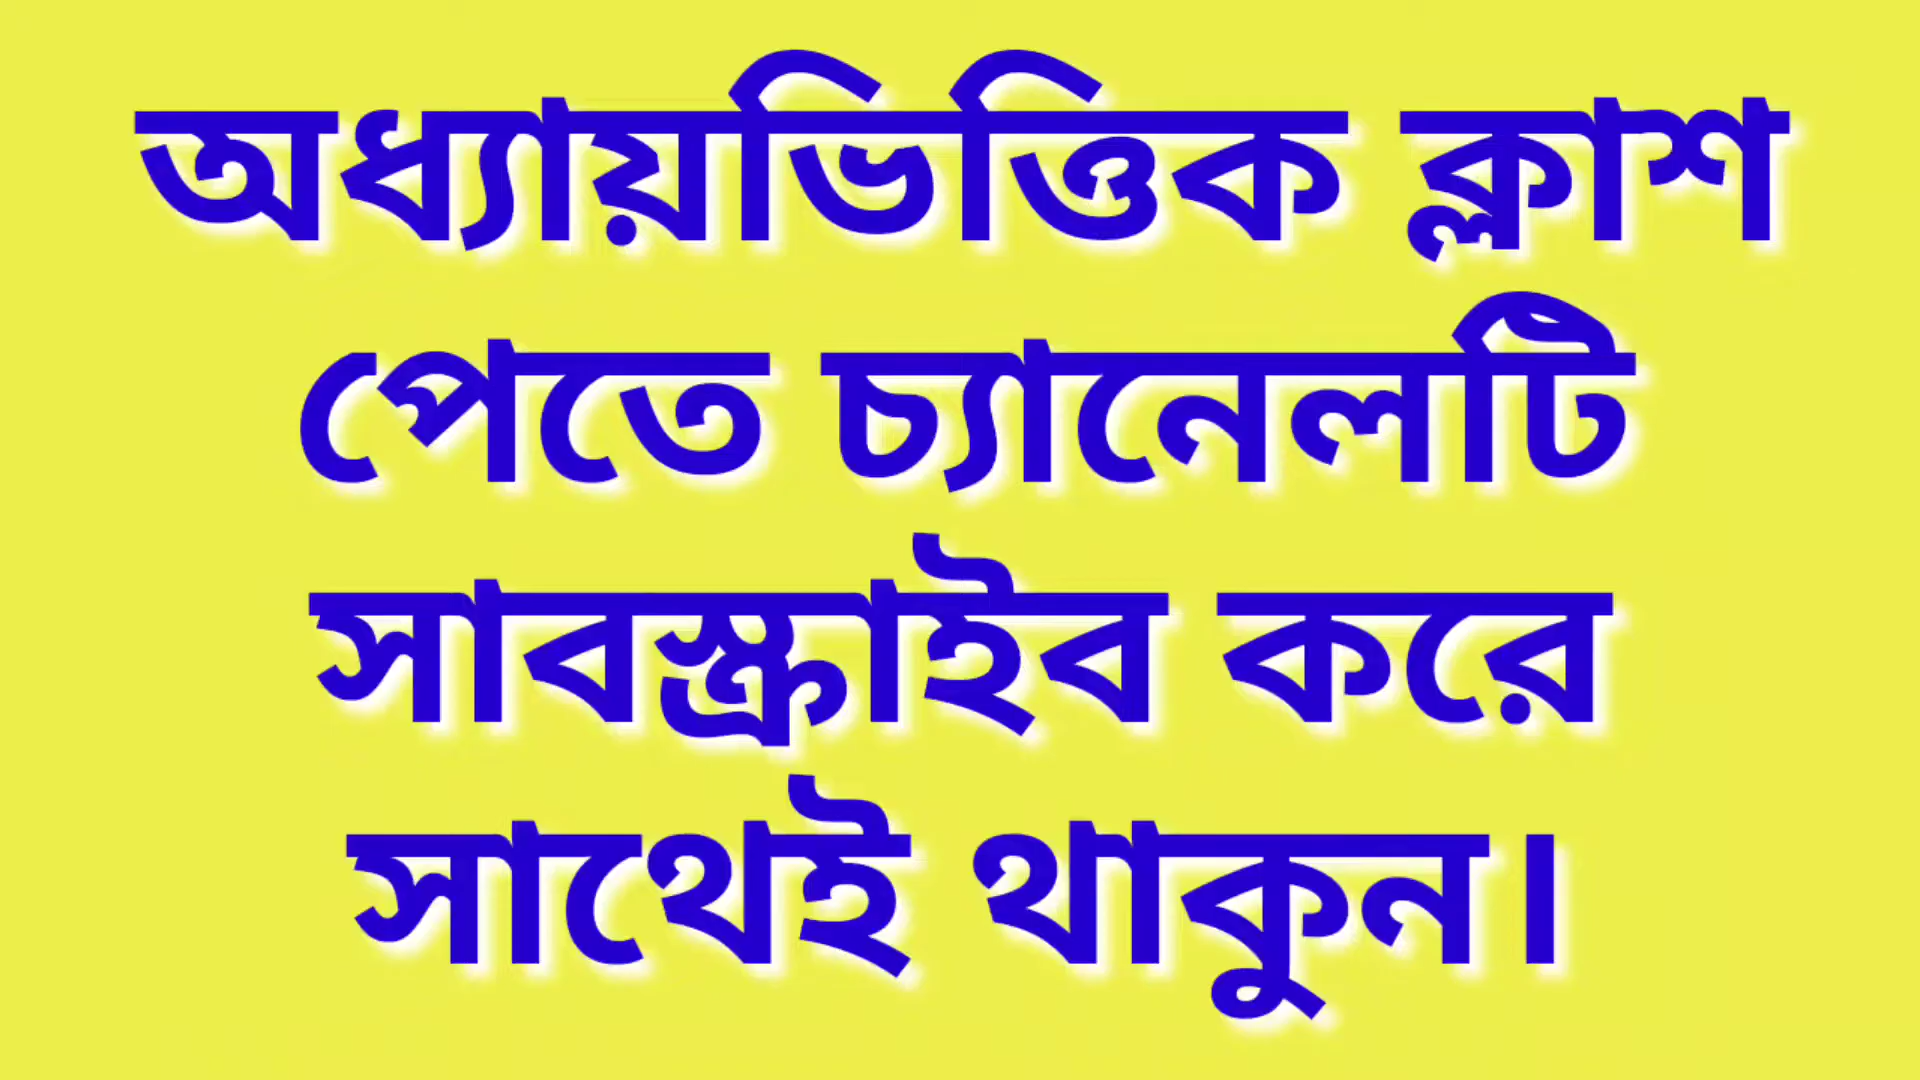 অধ্যায়ভিত্তিক ক্লাশ
পেতে চ্যানেলটি
সাবস্ক্রাইব করে
সাথেই থাকুন।